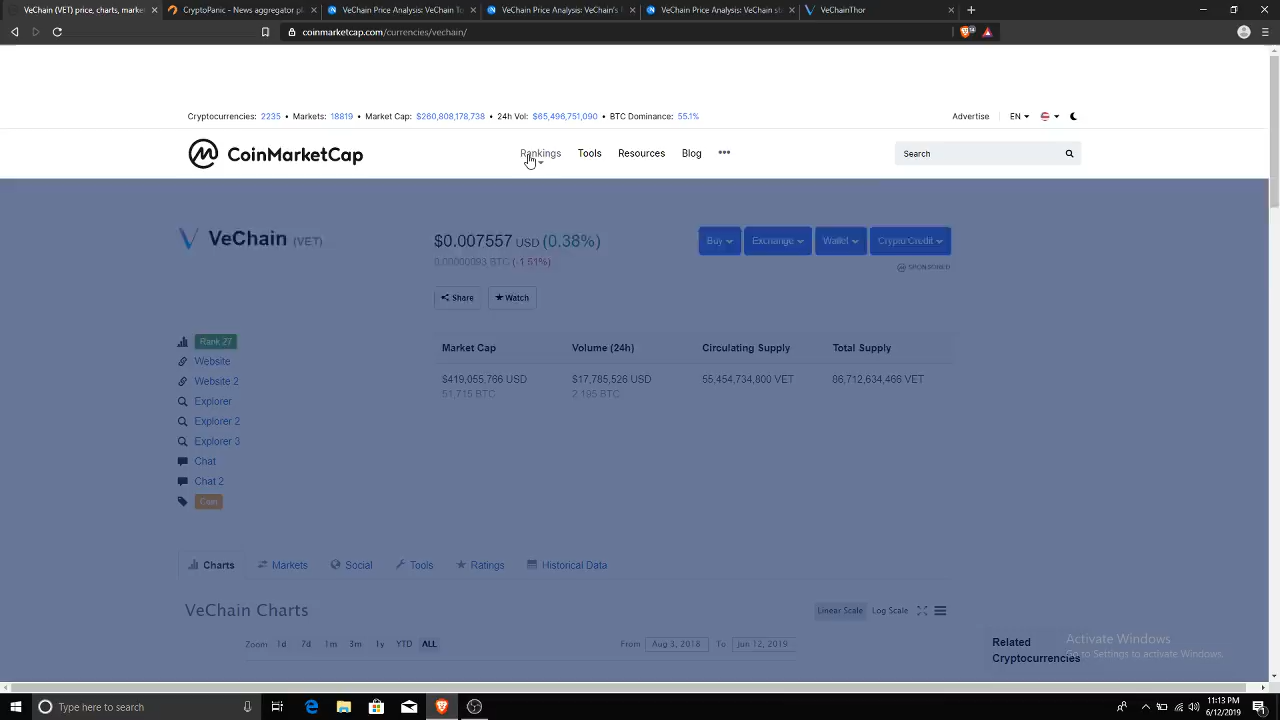 VeChain (VET) price, charts, marke
CryptoPanic - News aggregator pl
VeChain Price Analysis: VeChain To
VeChain Price Analysis: VeChain's
VeChain Price Analysis: VeChain st
VeChainThor
coinmarketcap.com/currencies/vechain/
Cryptocurrencies: 2235 • Markets: 18819 • Market Cap: $260,808,178,738 • 24h Vol: $65,496,751,090 • BTC Dominance: 55.1%
Advertise EN
CoinMarketCap
Rankings Tools Resources Blog •••
Search
VeChain (VET)
$0.007557 USD (0.38%)
0.00000093 BTC (-1.51%)
Buy Exchange Wallet Crypto Credit
SPONSORED
Share Watch
Rank 27
Website
Website 2
Explorer
Explorer 2
Explorer 3
Chat
Chat 2
Coin
Market Cap Volume (24h) Circulating Supply Total Supply
$419,055,766 USD $17,785,526 USD 55,454,734,800 VET 86,712,634,466 VET
51,715 BTC 2,195 BTC
Charts Markets Social Tools Ratings Historical Data
VeChain Charts
Linear Scale Log Scale
Zoom 1d 7d 1m 3m 1y YTD ALL
From Aug 3, 2018 To Jun 12, 2019
Related
Cryptocurrencies
Activate Windows
Go to Settings to activate Windows.
Type here to search
11:13 PM
6/12/2019